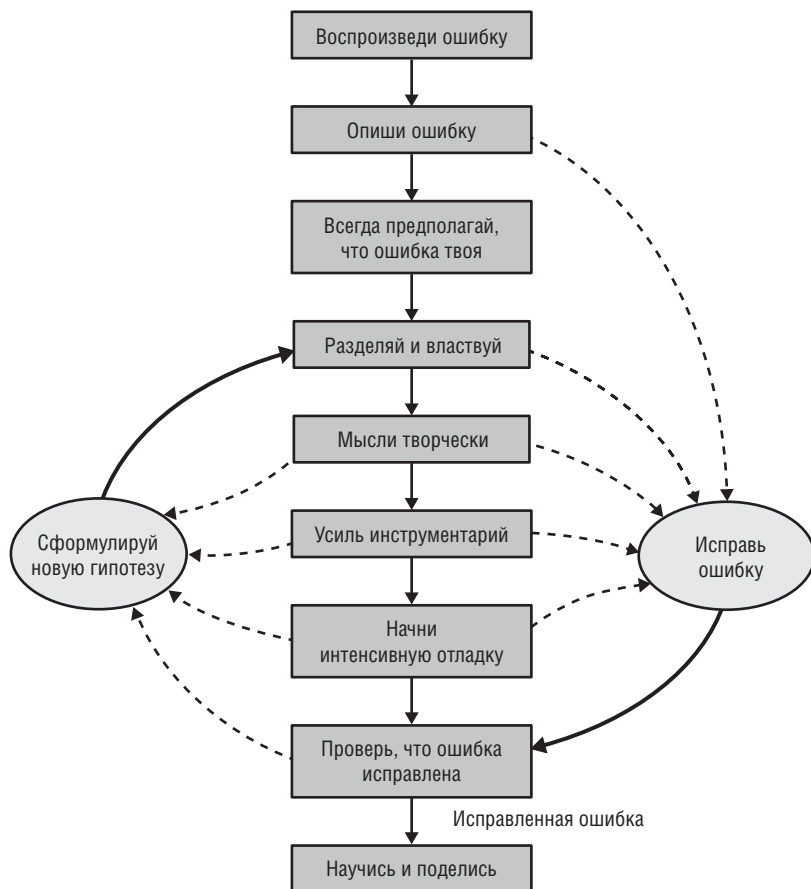 Воспроизведи ошибку
Опиши ошибку
Всегда предполагай,
что ошибка твоя
Разделяй и властвуй
Мысли творчески
Сформулируй
новую гипотезу
Усиль инструментарий
Исправь
ошибку
Начни
интенсивную отладку
Проверь, что ошибка
исправлена
Исправленная ошибка
Научись и поделись